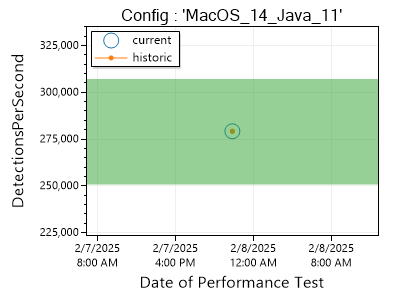 Config : 'MacOS_14_Java_11'
current
historic
DetectionsPerSecond
325,000
300,000
275,000
250,000
225,000
2/7/2025 2/7/2025 2/8/2025 2/8/2025
8:00 AM 4:00 PM 12:00 AM 8:00 AM
Date of Performance Test